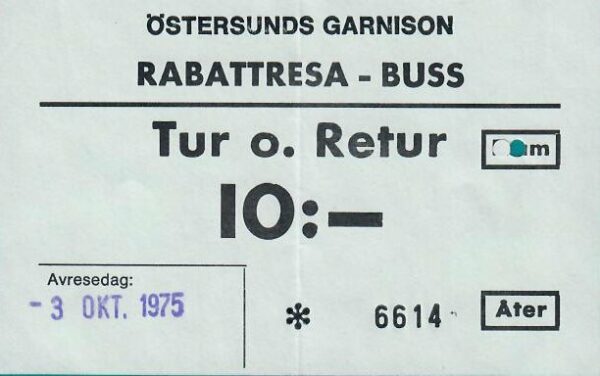 ÖSTERSUNDS GARNISON
RABATTRESA - BUSS
Tur o. Retur
10:-
Avresedag:
- 3 OKT. 1975
* 6614 Åter